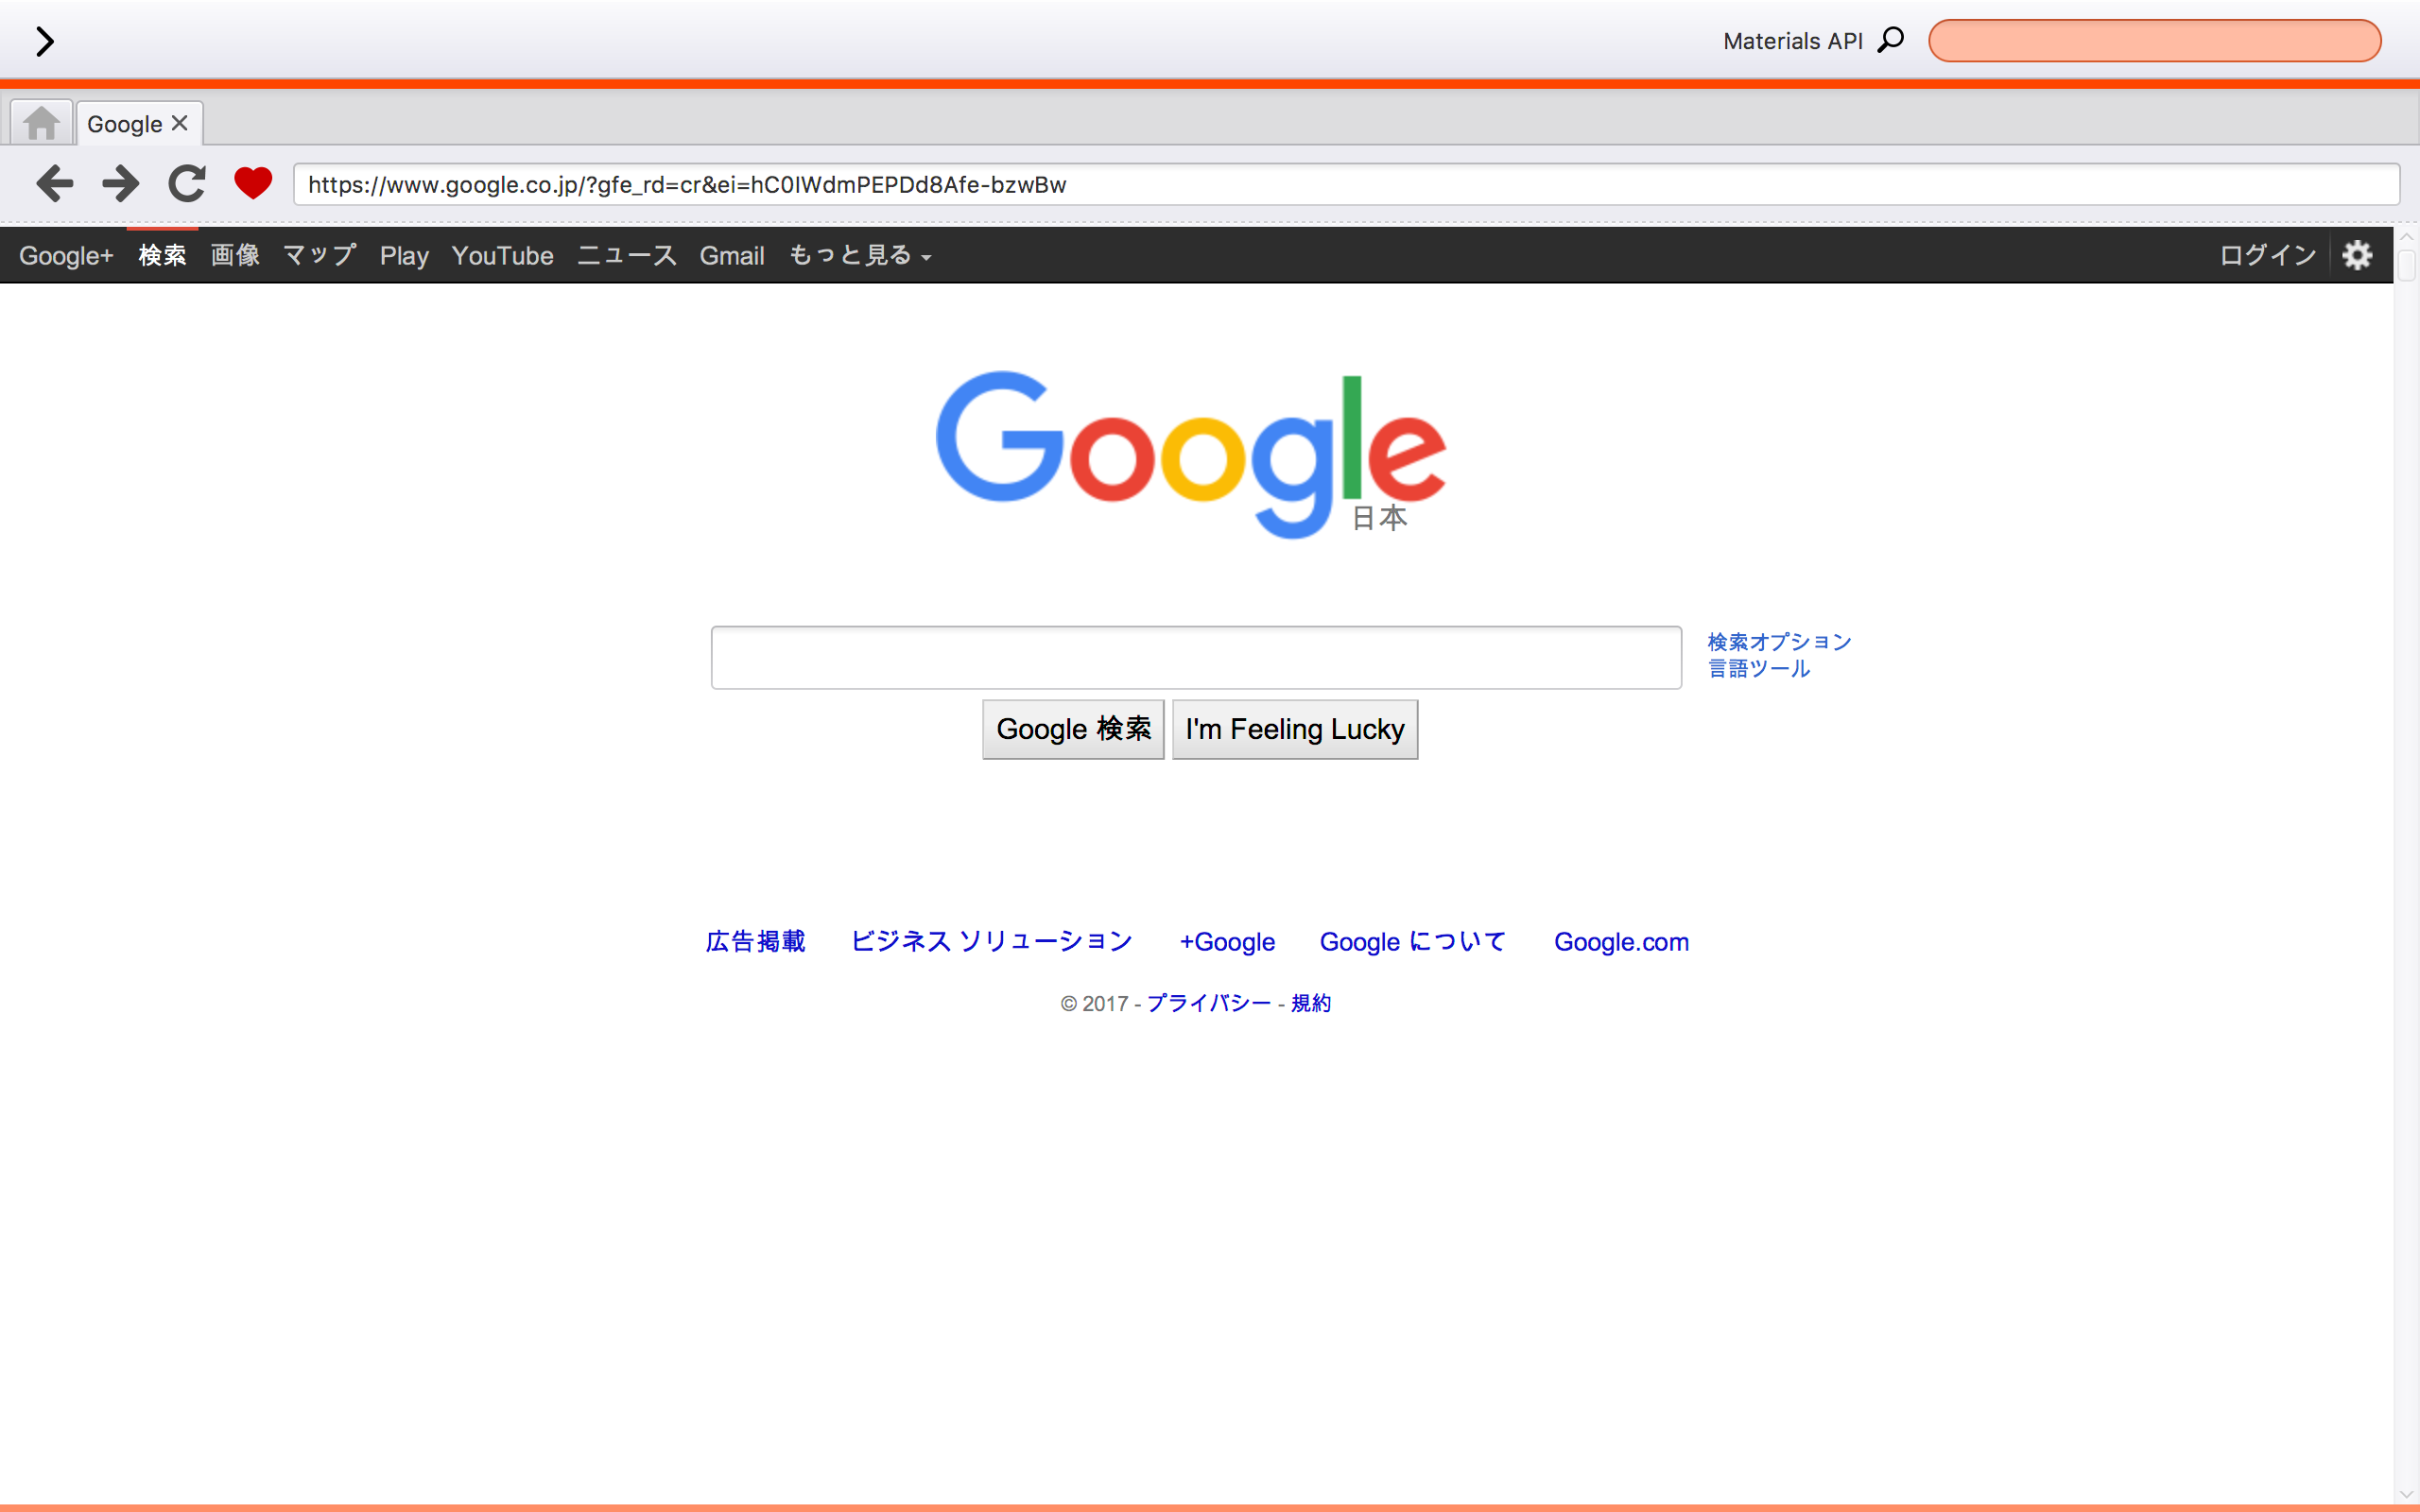 Materials API
Google
https://www.google.co.jp/?gfe_rd=cr&ei=hC0IWdmPEPDd8Afe-bzwBw
Google+ 検索 画像 マップ Play YouTube ニュース Gmail もっと見る ログイン
Google
日本
検索オプション
言語ツール
Google 検索 I'm Feeling Lucky
広告掲載 ビジネス ソリューション +Google Google について Google.com
© 2017 - プライバシー - 規約